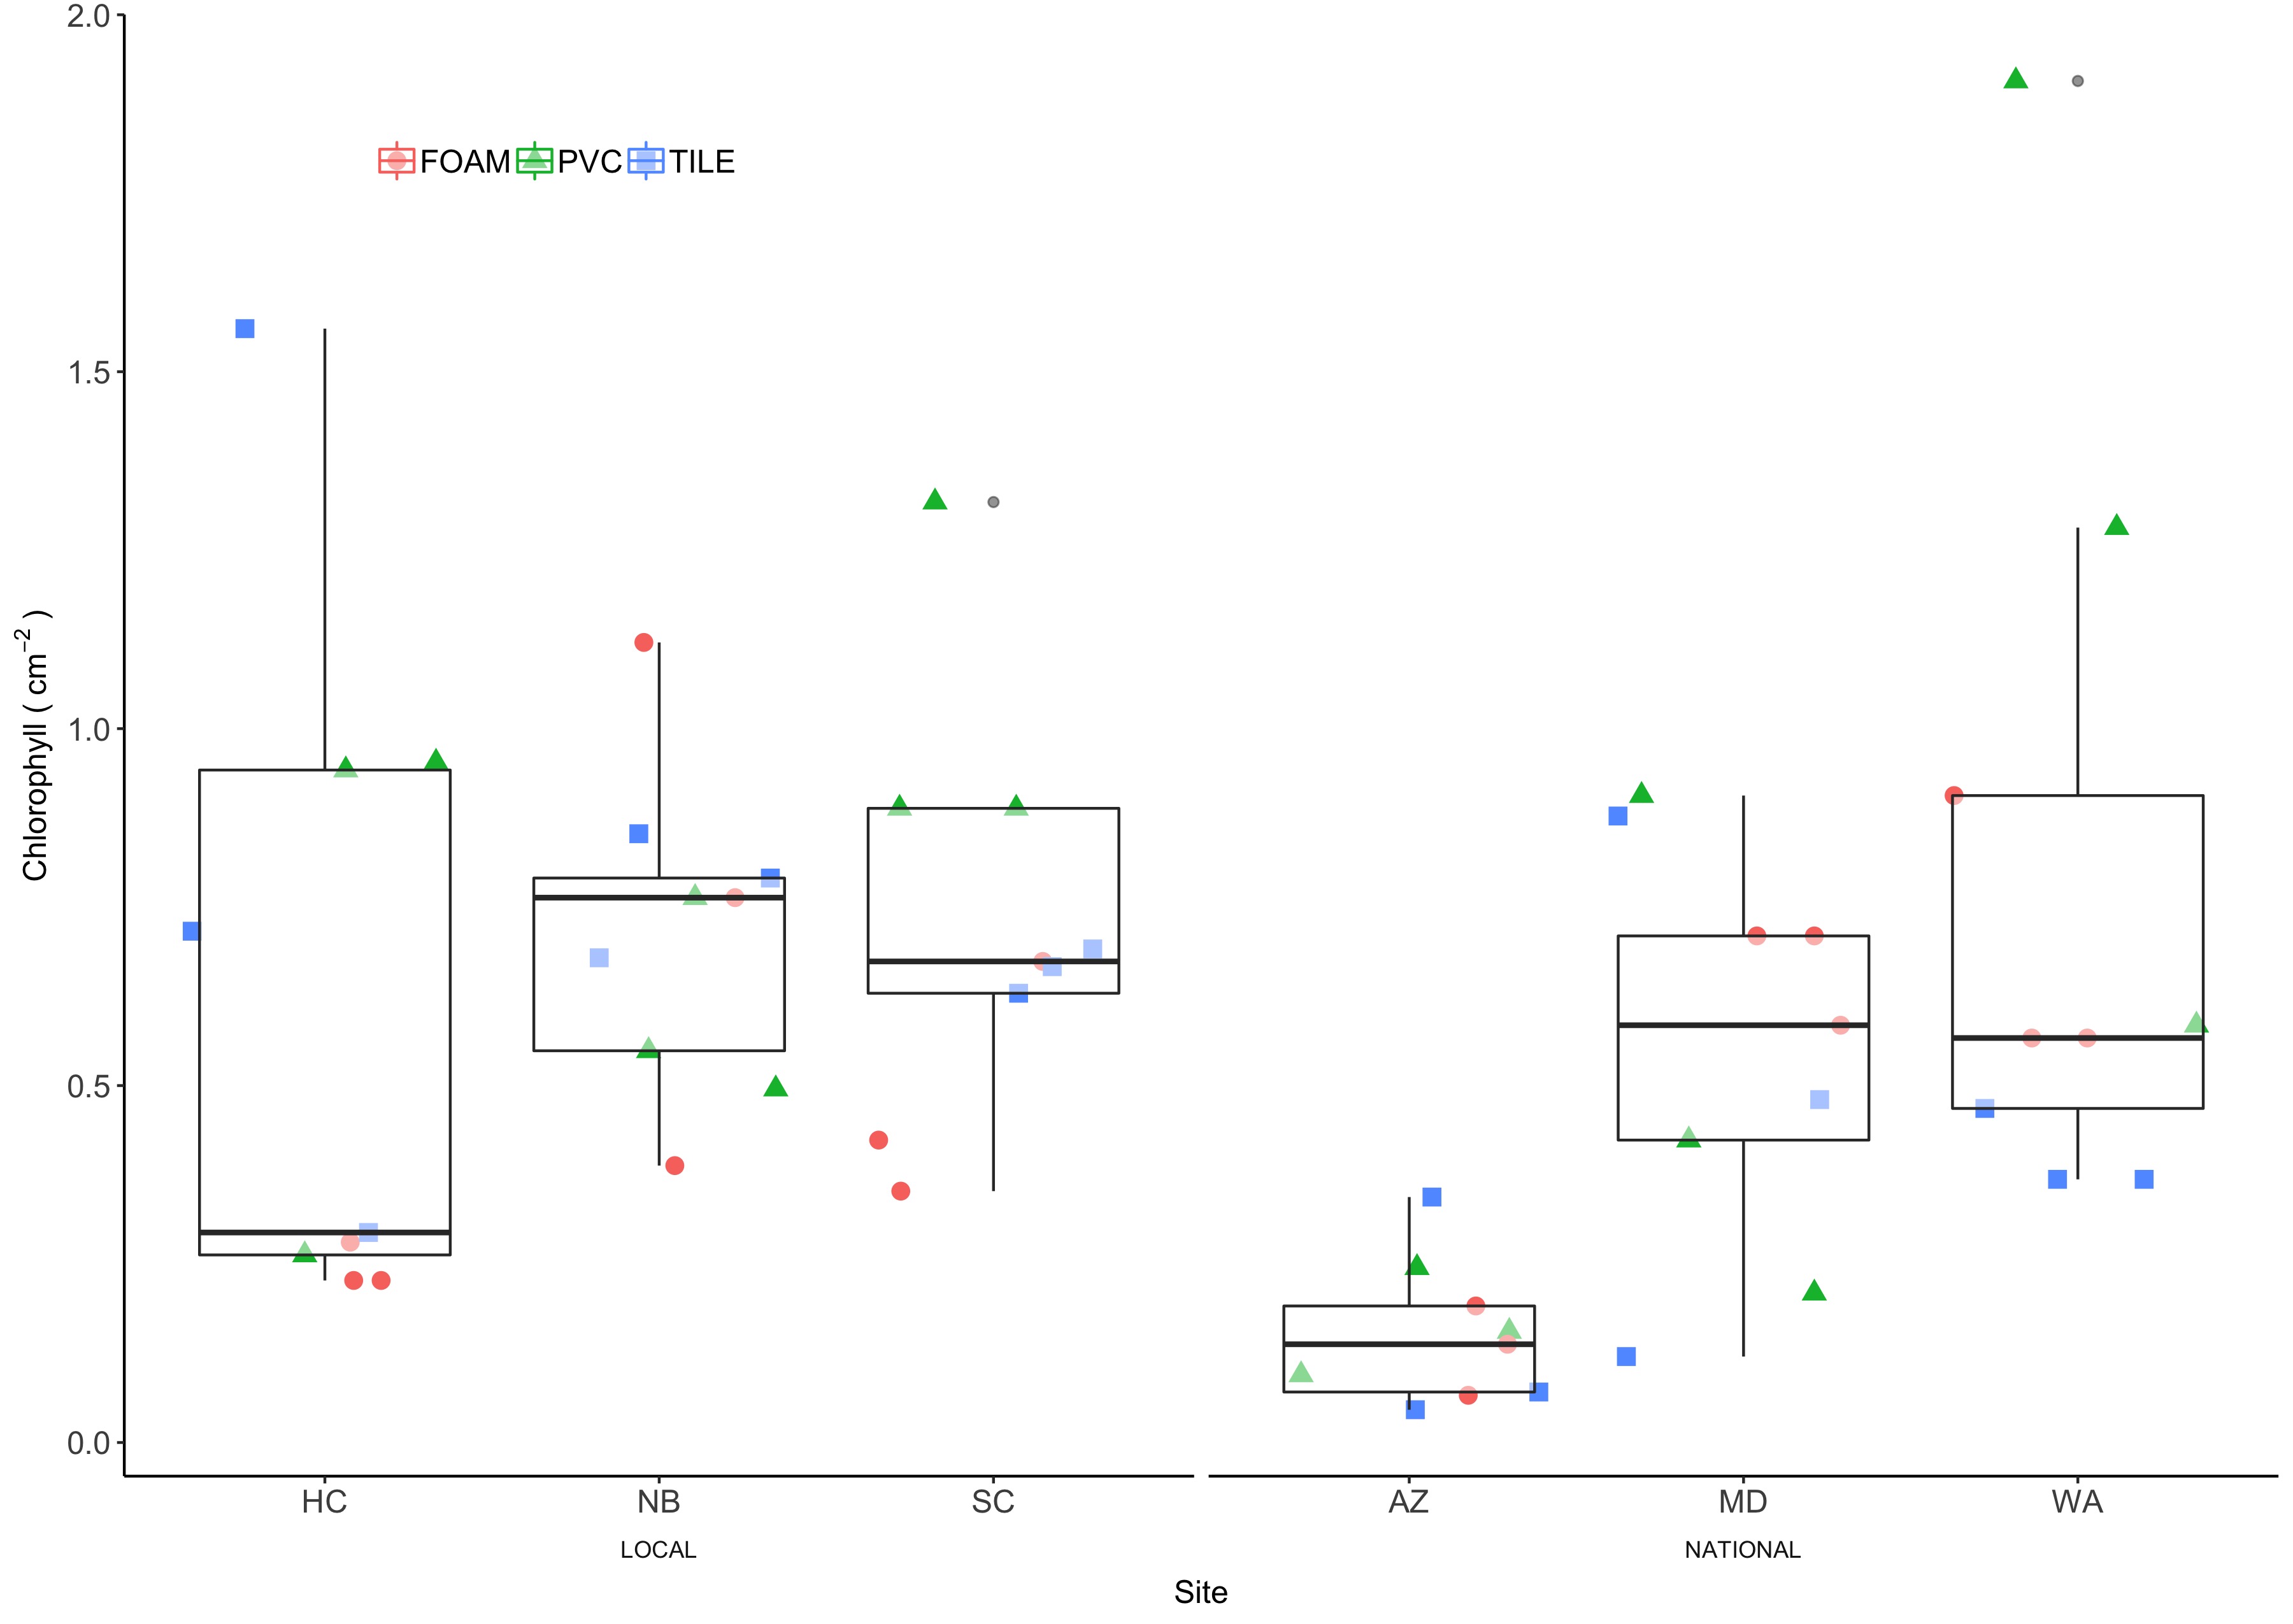 2.0
FOAM PVC TILE
1.5
1.0
0.5
0.0
Chlorophyll ( cm⁻² )
HC NB SC AZ MD WA
LOCAL NATIONAL
Site